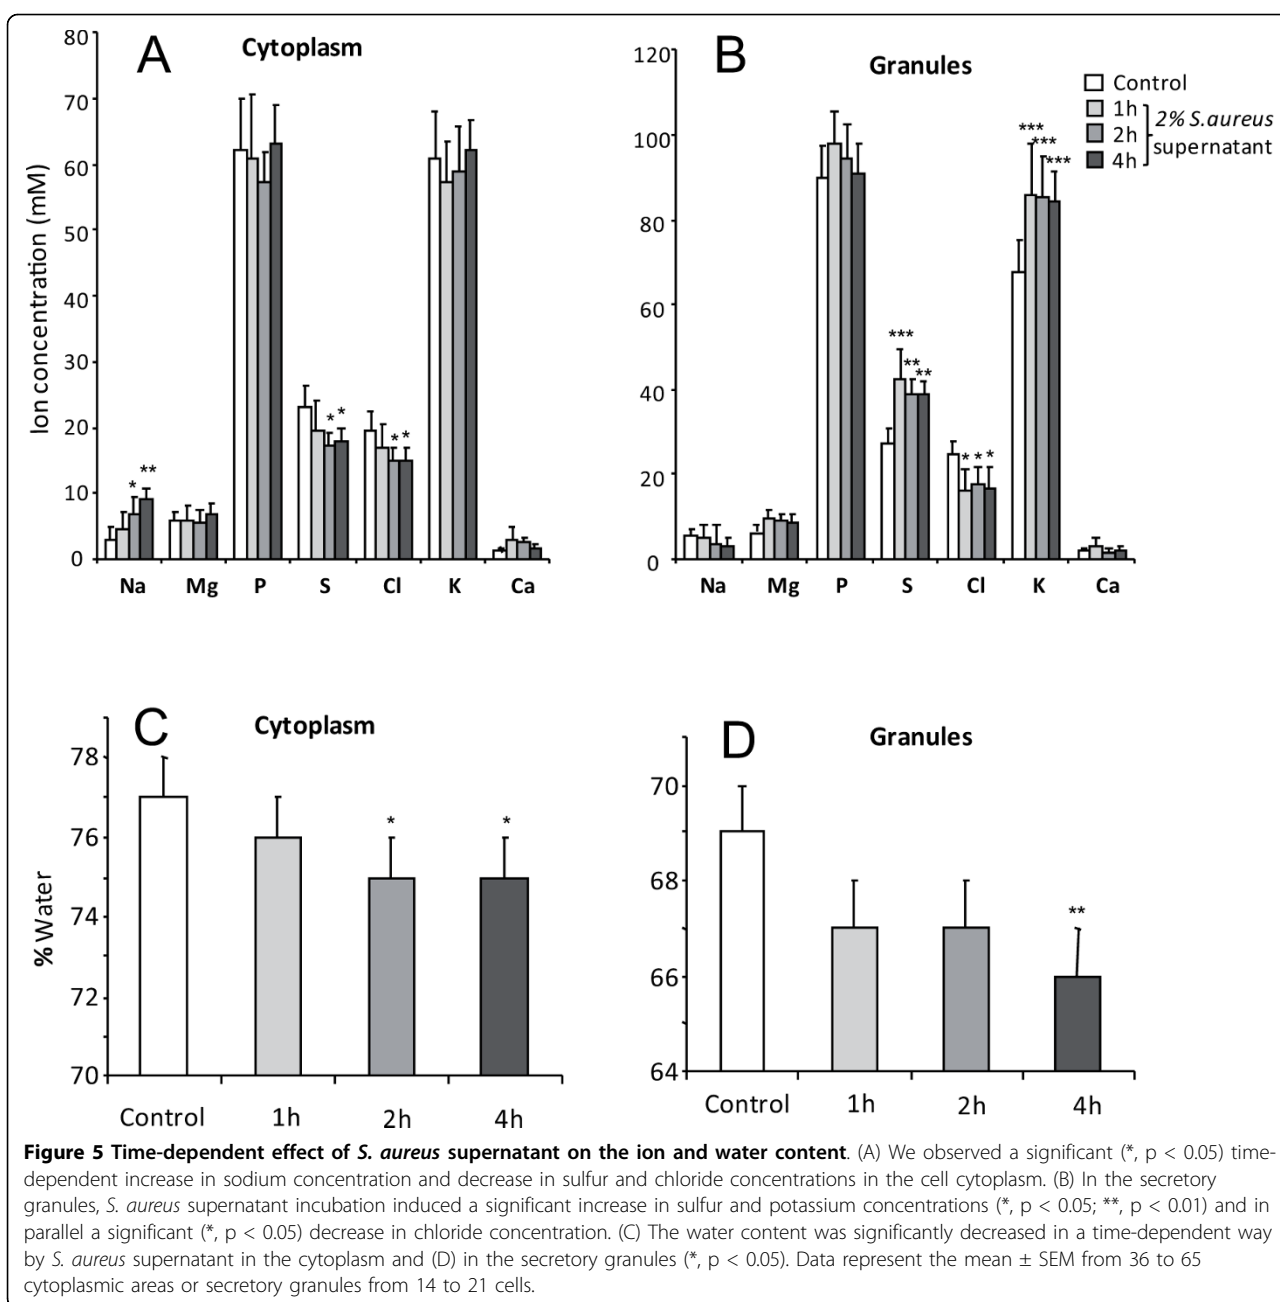 A
Cytoplasm
Ion concentration (mM)
80
70
60
50
40
30
20
10
0
*
**
*
*
*
*
Na Mg P S Cl K Ca
B
Granules
120
100
80
60
40
20
0
***
**
**
*
*
*
***
***
***
Na Mg P S Cl K Ca
Control
1h
2h
4h
2% S.aureus
supernatant
C
Cytoplasm
% Water
78
76
74
72
70
*
*
Control 1h 2h 4h
D
Granules
70
68
66
64
**
Control 1h 2h 4h
Figure 5 Time-dependent effect of S. aureus supernatant on the ion and water content. (A) We observed a significant (*, p < 0.05) time-
dependent increase in sodium concentration and decrease in sulfur and chloride concentrations in the cell cytoplasm. (B) In the secretory
granules, S. aureus supernatant incubation induced a significant increase in sulfur and potassium concentrations (*, p < 0.05; **, p < 0.01) and in
parallel a significant (*, p < 0.05) decrease in chloride concentration. (C) The water content was significantly decreased in a time-dependent way
by S. aureus supernatant in the cytoplasm and (D) in the secretory granules (*, p < 0.05). Data represent the mean ± SEM from 36 to 65
cytoplasmic areas or secretory granules from 14 to 21 cells.